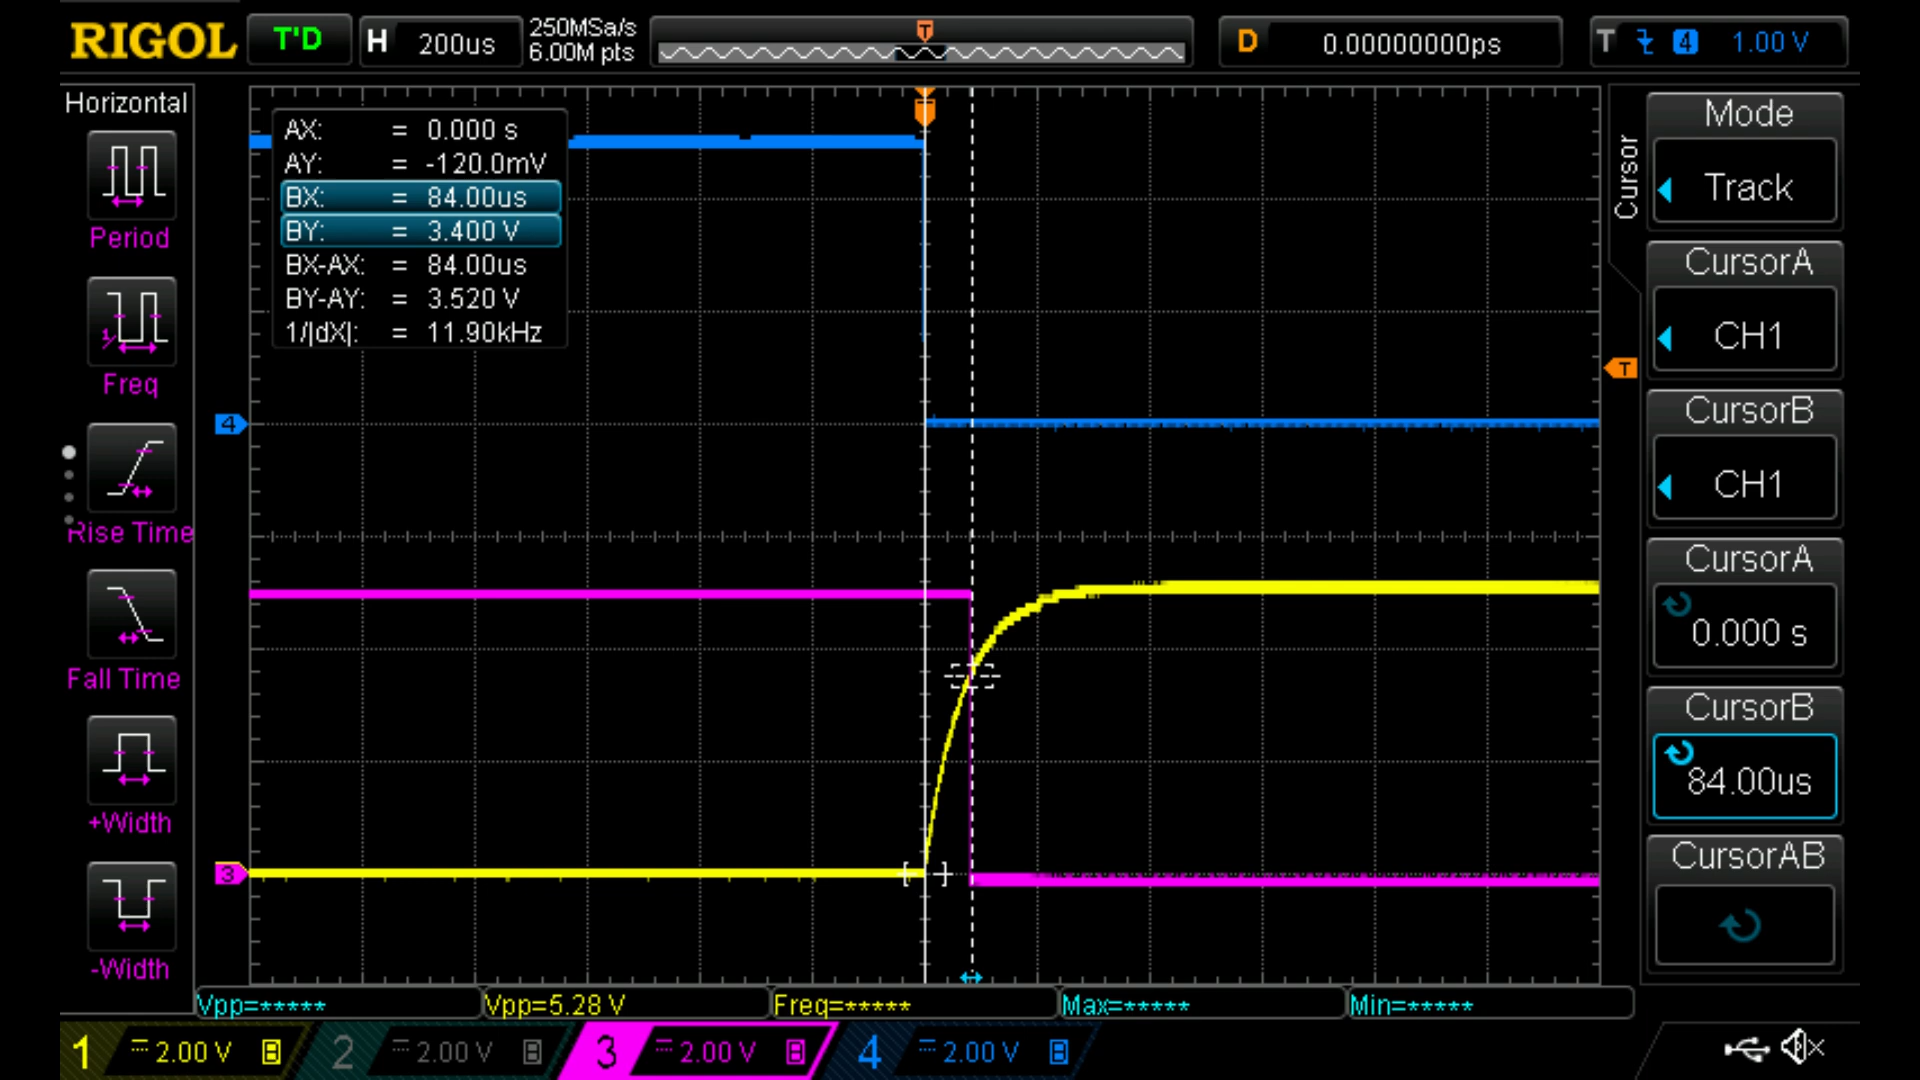 RIGOL T'D H 200us 250MSa/s 6.00M pts T D 0.00000000ps T 4 1.00 V
Horizontal
Period
Freq
Rise Time
Fall Time
+Width
-Width
AX: = 0.000 s
AY: = -120.0mV
BX: = 84.00us
BY: = 3.400 V
BX-AX: = 84.00us
BY-AY: = 3.520 V
1/|dX|: = 11.90kHz
4
3
T
Cursor
Mode
Track
CursorA
CH1
CursorB
CH1
CursorA
0.000 s
CursorB
84.00us
CursorAB
Vpp=***** Vpp=5.28 V Freq=***** Max=***** Min=*****
1 2.00 V B 2 2.00 V B 3 2.00 V B 4 2.00 V B